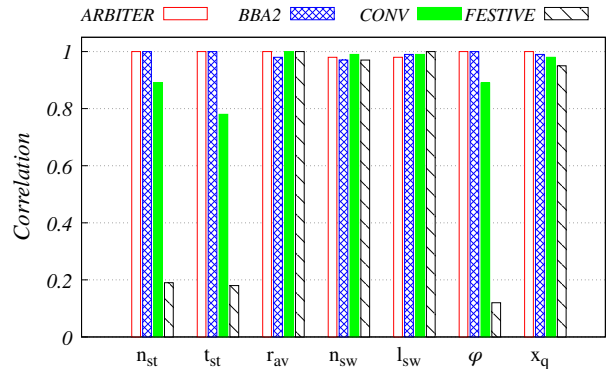 ARBITER BBA2 CONV FESTIVE
1
0.8
0.6
0.4
0.2
0
Correlation
n_st t_st r_av n_sw l_sw φ x_q